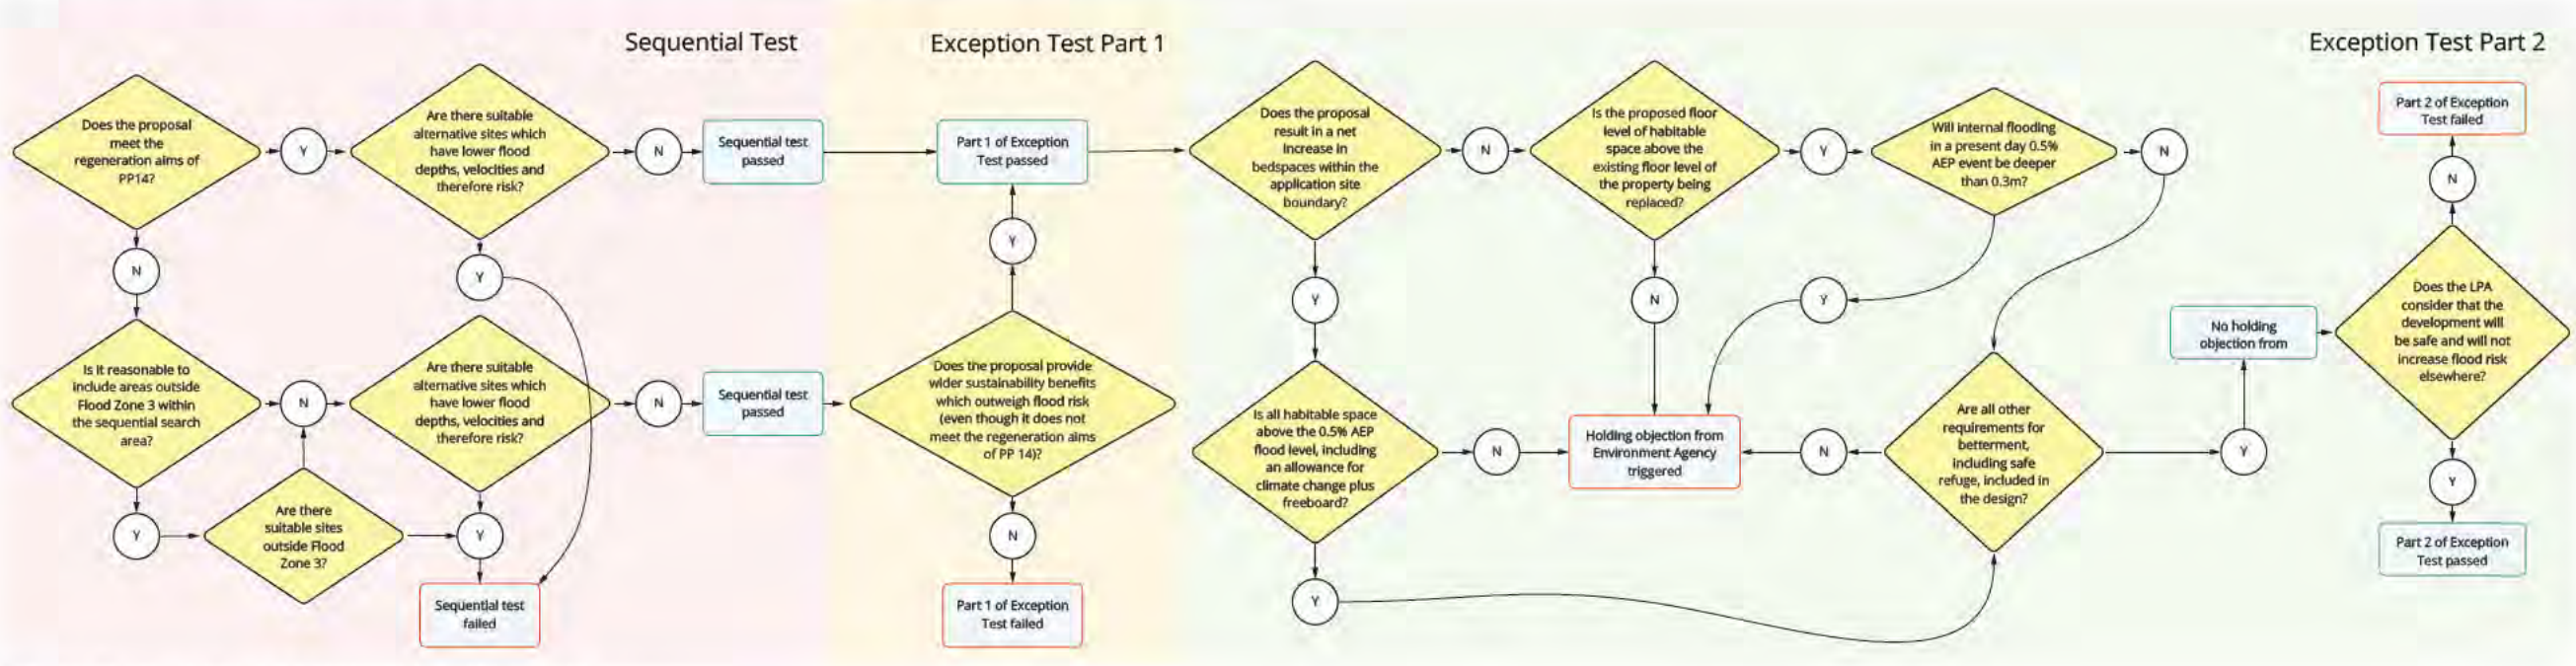 Sequential Test
Does the proposal
meet the
regeneration aims of
PP14?
Y
Are there suitable
alternative sites which
have lower flood
depths, velocities and
therefore risk?
N
Sequential test
passed
N
Y
Is it reasonable to
include areas outside
Flood Zone 3 within
the sequential search
area?
N
Are there suitable
alternative sites which
have lower flood
depths, velocities and
therefore risk?
N
Sequential test
passed
Y
Are there
suitable sites
outside Flood
Zone 3?
Y
Sequential test
failed
Exception Test Part 1
Part 1 of Exception
Test passed
Y
Does the proposal provide
wider sustainability benefits
which outweigh flood risk
(even though it does not
meet the regeneration aims
of PP 14)?
N
Part 1 of Exception
Test failed
Exception Test Part 2
Does the proposal
result in a net
increase in
bedspaces within the
application site
boundary?
N
Is the proposed floor
level of habitable
space above the
existing floor level of
the property being
replaced?
Y
Will internal flooding
in a present day 0.5%
AEP event be deeper
than 0.3m?
N
Y
N
Y
Is all habitable space
above the 0.5% AEP
flood level, including
an allowance for
climate change plus
freeboard?
N
Holding objection from
Environment Agency
triggered
N
Are all other
requirements for
betterment,
including safe
refuge, included in
the design?
Y
Y
No holding
objection from
Part 2 of Exception
Test failed
N
Does the LPA
consider that the
development will
be safe and will not
increase flood risk
elsewhere?
Y
Part 2 of Exception
Test passed